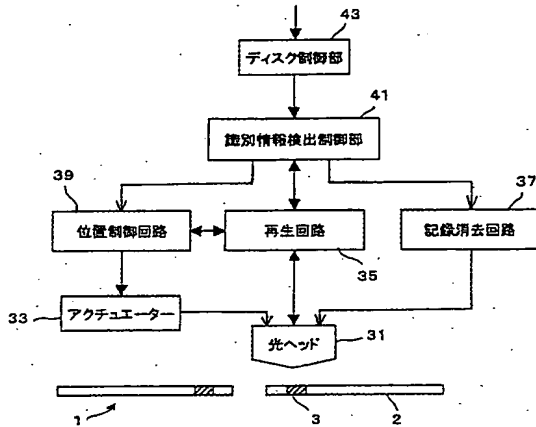 43
ディスク制御部
41
識別情報検出制御部
39
37
位置制御回路
再生回路
記録消去回路
35
33
アクチュエーター
光ヘッド
31
1
3
2